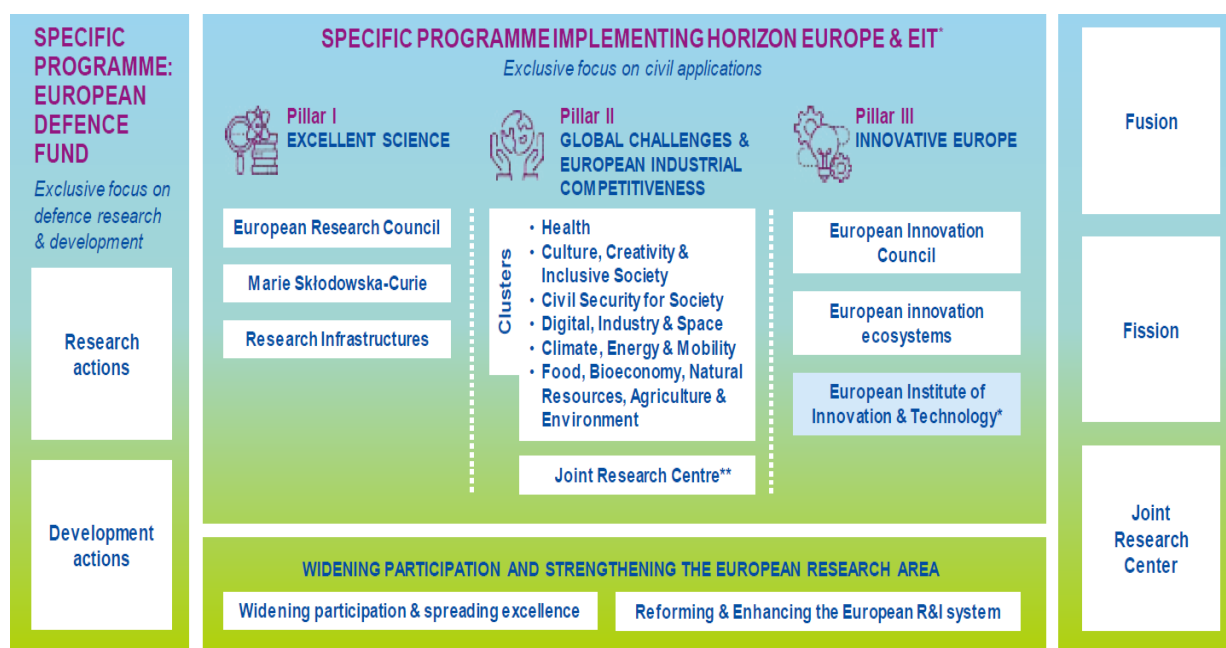 SPECIFIC
PROGRAMME:
EUROPEAN
DEFENCE
FUND
Exclusive focus on
defence research
& development
Research
actions
Development
actions
SPECIFIC PROGRAMME IMPLEMENTING HORIZON EUROPE & EIT*
Exclusive focus on civil applications
Pillar I
EXCELLENT SCIENCE
European Research Council
Marie Skłodowska-Curie
Research Infrastructures
Pillar II
GLOBAL CHALLENGES &
EUROPEAN INDUSTRIAL
COMPETITIVENESS
Clusters
• Health
• Culture, Creativity &
Inclusive Society
• Civil Security for Society
• Digital, Industry & Space
• Climate, Energy & Mobility
• Food, Bioeconomy, Natural
Resources, Agriculture &
Environment
Joint Research Centre**
Pillar III
INNOVATIVE EUROPE
European Innovation
Council
European innovation
ecosystems
European Institute of
Innovation & Technology*
WIDENING PARTICIPATION AND STRENGTHENING THE EUROPEAN RESEARCH AREA
Widening participation & spreading excellence
Reforming & Enhancing the European R&I system
Fusion
Fission
Joint
Research
Center